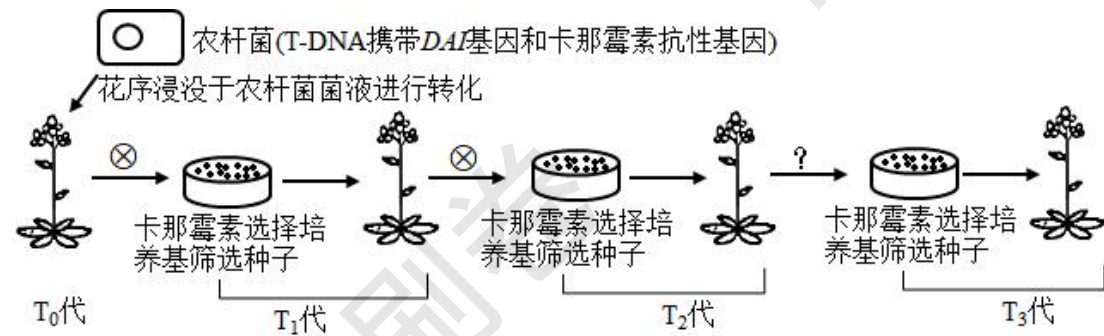 农杆菌(T-DNA携带DAI基因和卡那霉素抗性基因)
花序浸没于农杆菌菌液进行转化
?
卡那霉素选择培
养基筛选种子
卡那霉素选择培
养基筛选种子
卡那霉素选择培
养基筛选种子
T₀代
T₁代
T₂代
T₃代